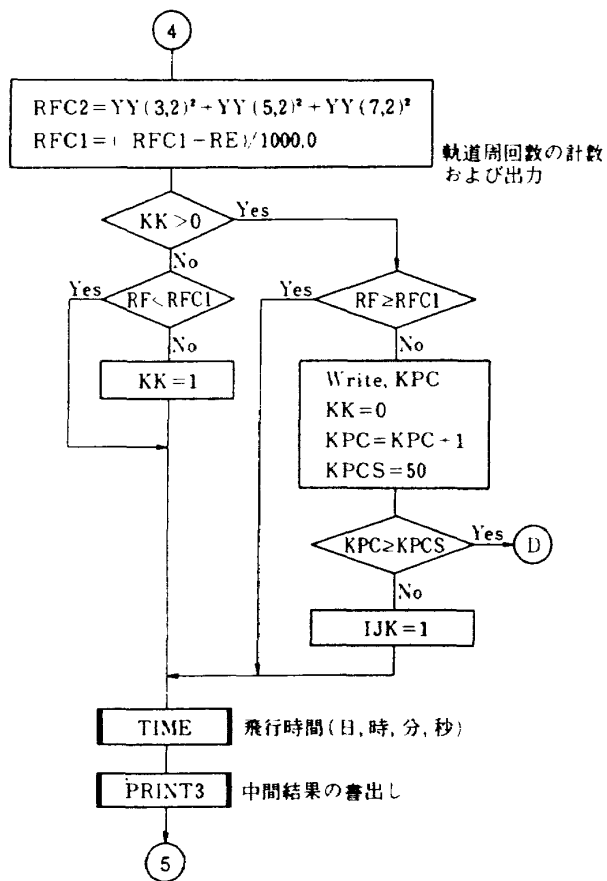 4
RFC2=YY(3,2)²+YY(5,2)²+YY(7,2)²
RFC1=( RFC1-RE)/1000.0
軌道周回数の計数
および出力
KK>0
Yes
No
Yes
RF<RFC1
Yes
RF≥RFC1
No
No
KK=1
Write, KPC
KK=0
KPC=KPC+1
KPCS=50
KPC≥KPCS
Yes
D
No
IJK=1
TIME
飛行時間(日,時,分,秒)
PRINT3
中間結果の書出し
5